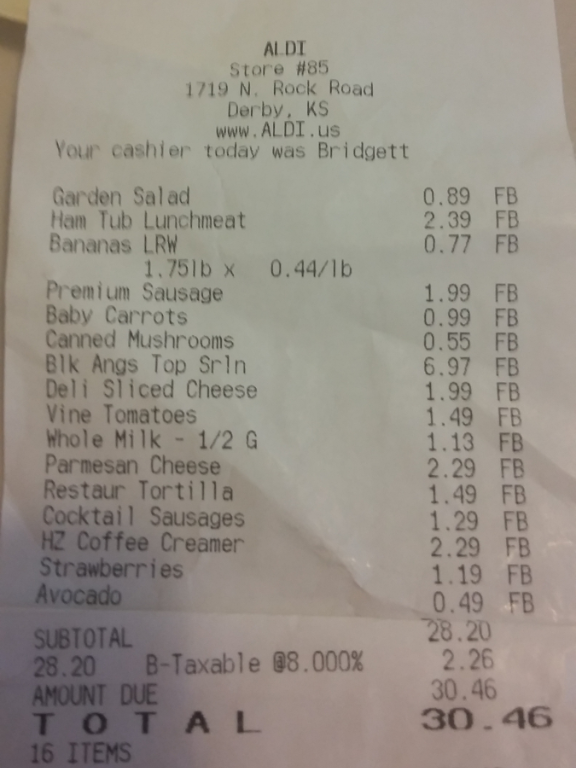 ALDI
Store #85
1719 N. Rock Road
Derby, KS
www.ALDI.us
Your cashier today was Bridgett
Garden Salad 0.89 FB
Ham Tub Lunchmeat 2.39 FB
Bananas LRW 0.77 FB
1.75lb x 0.44/lb
Premium Sausage 1.99 FB
Baby Carrots 0.99 FB
Canned Mushrooms 0.55 FB
Blk Angs Top Srln 6.97 FB
Deli Sliced Cheese 1.99 FB
Vine Tomatoes 1.49 FB
Whole Milk - 1/2 G 1.13 FB
Parmesan Cheese 2.29 FB
Restaur Tortilla 1.49 FB
Cocktail Sausages 1.29 FB
HZ Coffee Creamer 2.29 FB
Strawberries 1.19 FB
Avocado 0.49 FB
SUBTOTAL 28.20
28.20 B-Taxable @8.000% 2.26
AMOUNT DUE 30.46
TOTAL 30.46
16 ITEMS